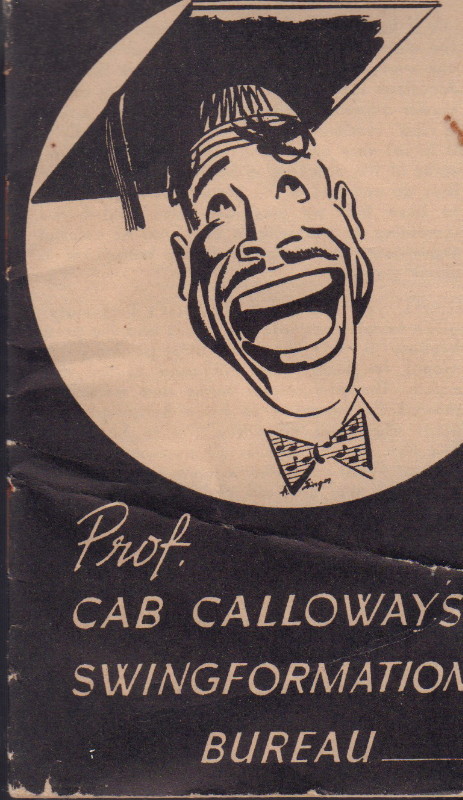 Prof.
CAB CALLOWAY'S
SWINGFORMATION
BUREAU